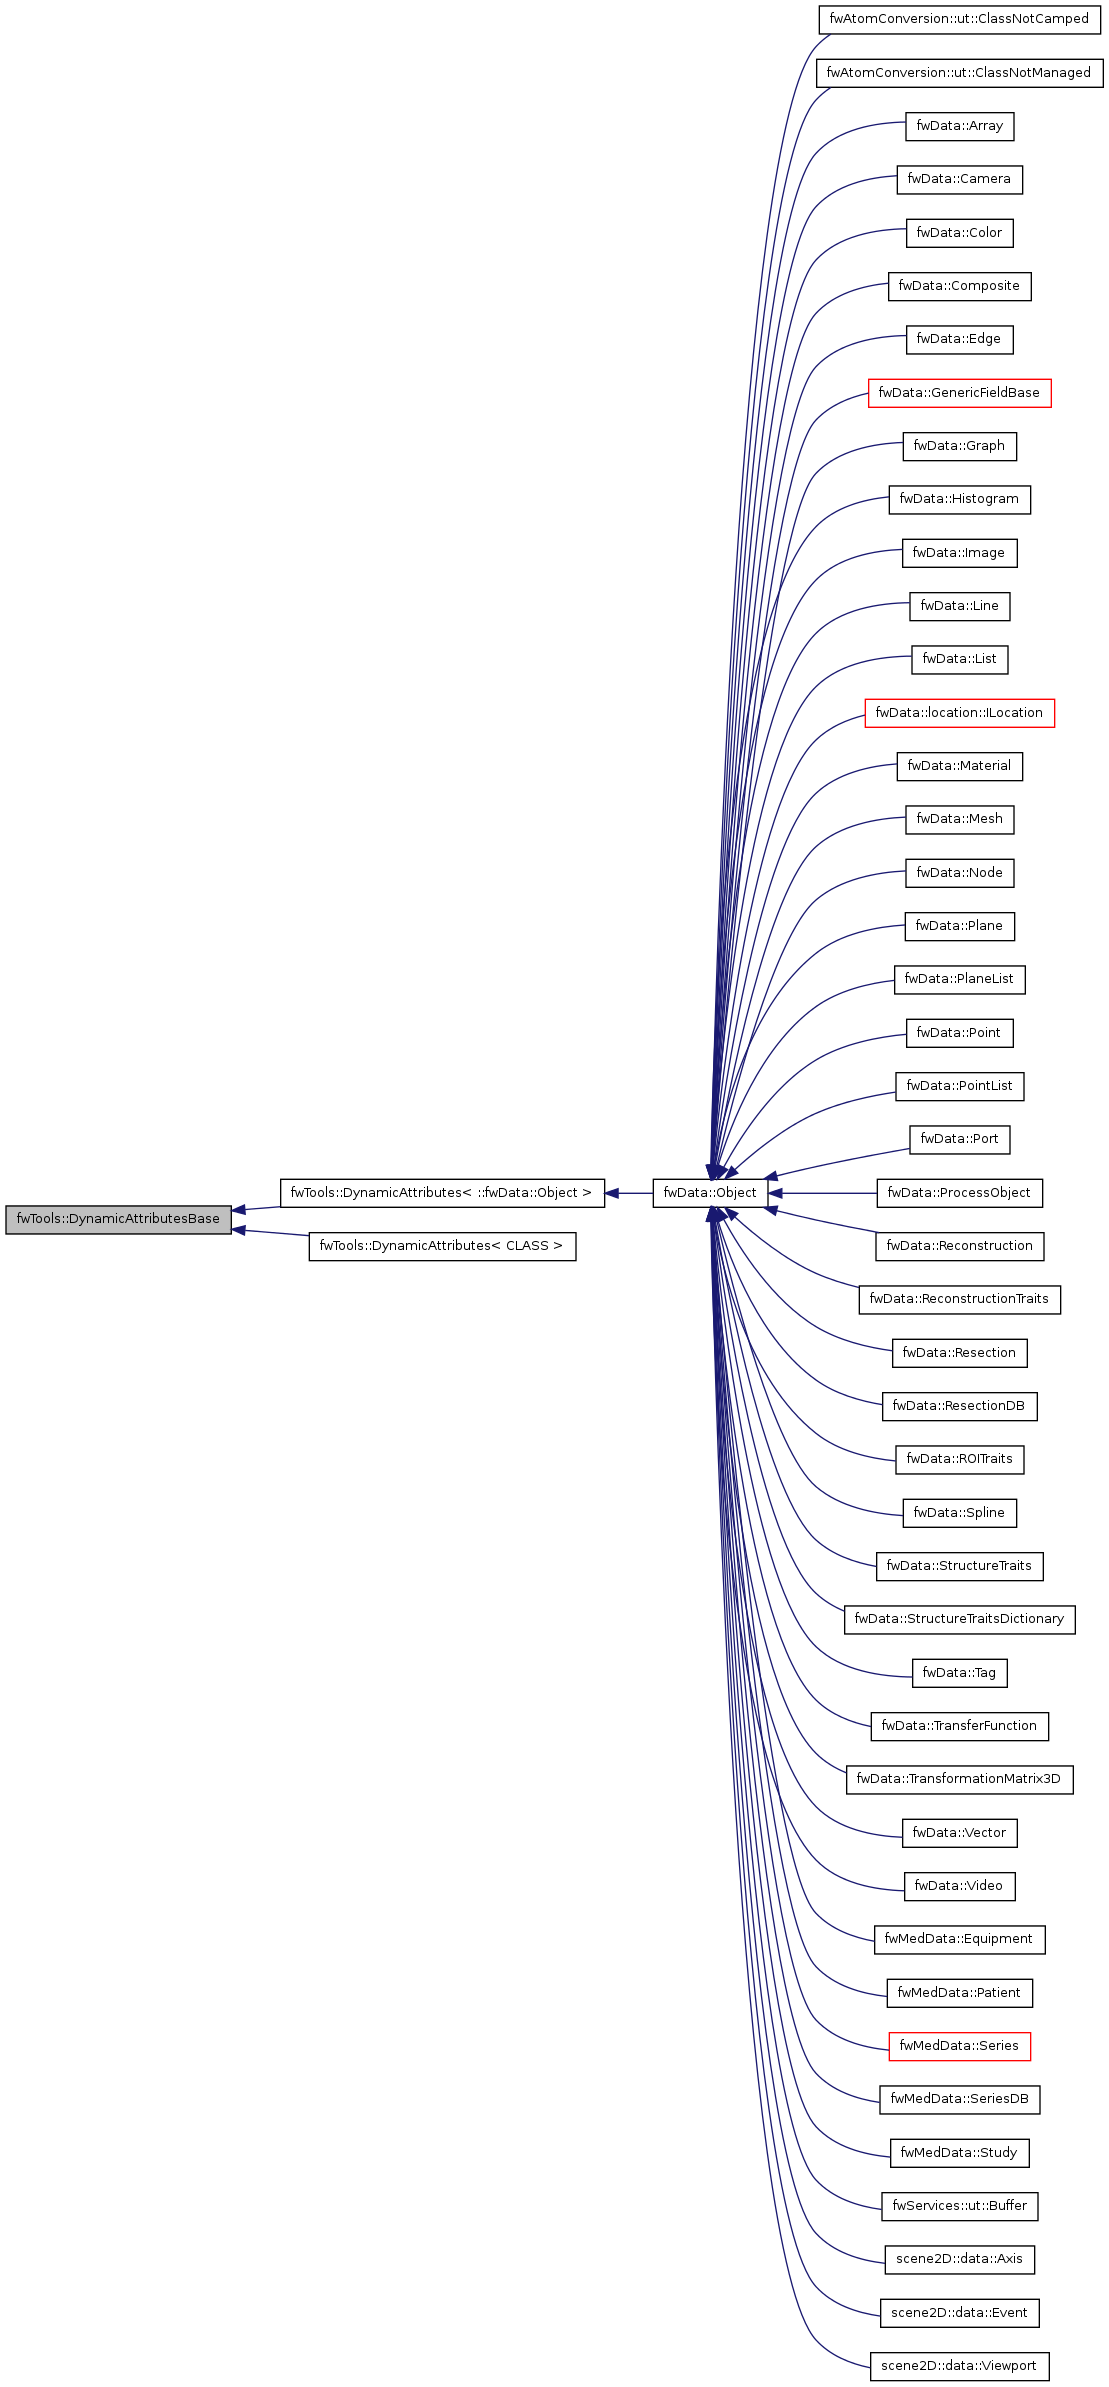 fwAtomConversion::ut::ClassNotCamped
fwAtomConversion::ut::ClassNotManaged
fwData::Array
fwData::Camera
fwData::Color
fwData::Composite
fwData::Edge
fwData::GenericFieldBase
fwData::Graph
fwData::Histogram
fwData::Image
fwData::Line
fwData::List
fwData::location::ILocation
fwData::Material
fwData::Mesh
fwData::Node
fwData::Plane
fwData::PlaneList
fwData::Point
fwData::PointList
fwData::Port
fwTools::DynamicAttributesBase
fwTools::DynamicAttributes< ::fwData::Object >
fwTools::DynamicAttributes< CLASS >
fwData::Object
fwData::ProcessObject
fwData::Reconstruction
fwData::ReconstructionTraits
fwData::Resection
fwData::ResectionDB
fwData::ROITraits
fwData::Spline
fwData::StructureTraits
fwData::StructureTraitsDictionary
fwData::Tag
fwData::TransferFunction
fwData::TransformationMatrix3D
fwData::Vector
fwData::Video
fwMedData::Equipment
fwMedData::Patient
fwMedData::Series
fwMedData::SeriesDB
fwMedData::Study
fwServices::ut::Buffer
scene2D::data::Axis
scene2D::data::Event
scene2D::data::Viewport